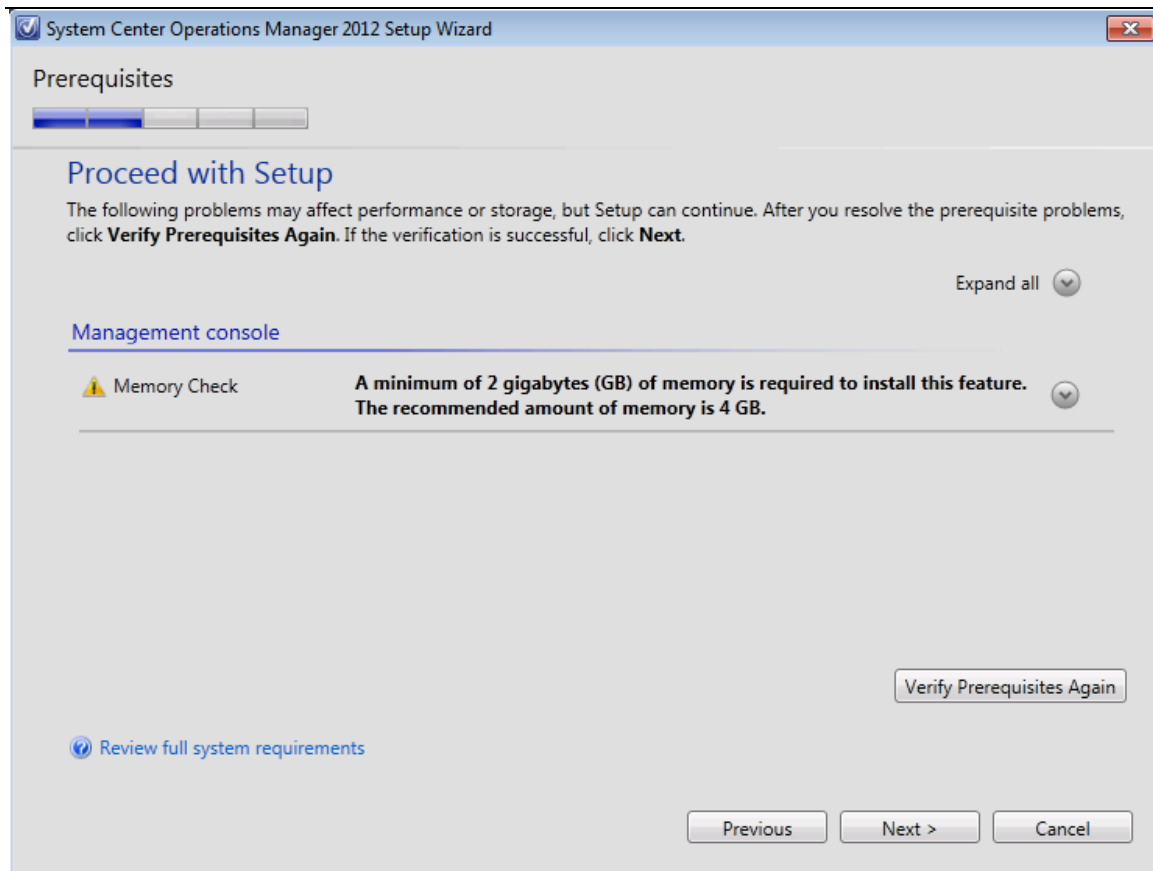 System Center Operations Manager 2012 Setup Wizard
Prerequisites
Proceed with Setup
The following problems may affect performance or storage, but Setup can continue. After you resolve the prerequisite problems,
click Verify Prerequisites Again. If the verification is successful, click Next.
Expand all
Management console
Memory Check
A minimum of 2 gigabytes (GB) of memory is required to install this feature.
The recommended amount of memory is 4 GB.
Verify Prerequisites Again
Review full system requirements
Previous
Next >
Cancel